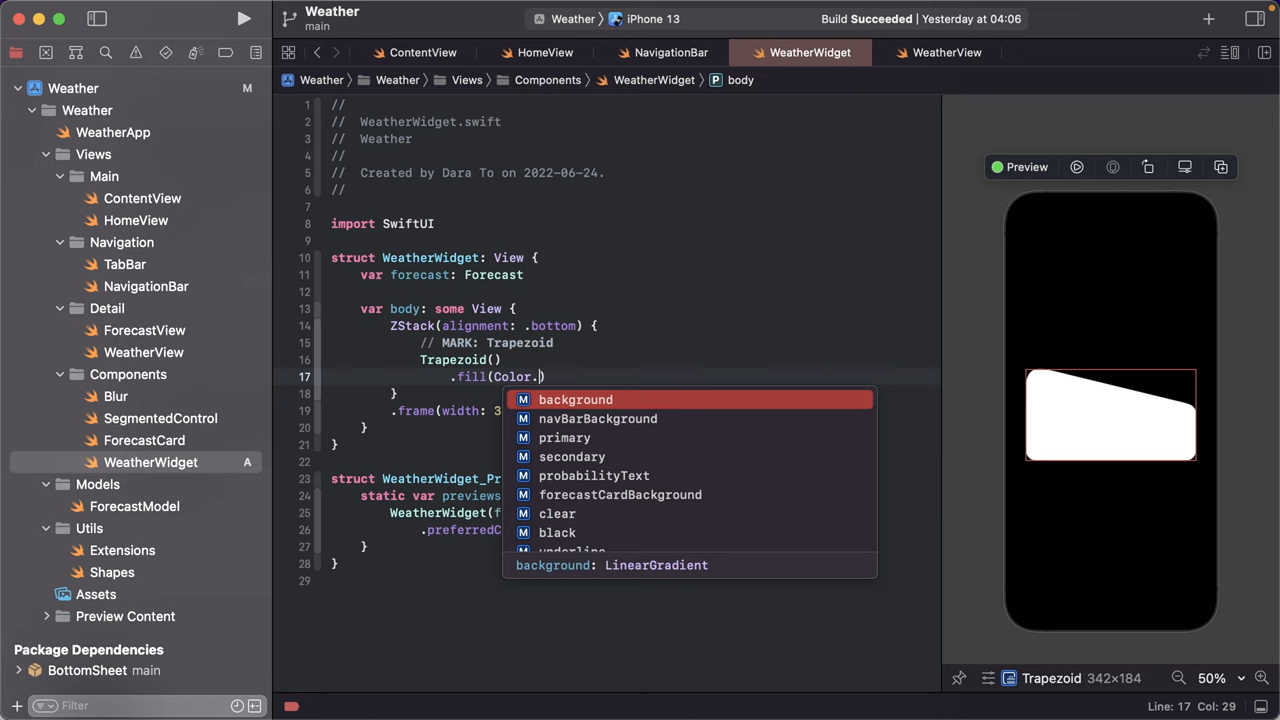 Weather
main
Weather
iPhone 13
Build Succeeded | Yesterday at 04:06
ContentView
HomeView
NavigationBar
WeatherWidget
WeatherView
Weather
Weather
Views
Components
WeatherWidget
P body
Weather M
Weather
WeatherApp
Views
Main
ContentView
HomeView
Navigation
TabBar
NavigationBar
Detail
ForecastView
WeatherView
Components
Blur
SegmentedControl
ForecastCard
WeatherWidget A
Models
ForecastModel
Utils
Extensions
Shapes
Assets
Preview Content
Package Dependencies
BottomSheet main
Filter
1 //
2 //  WeatherWidget.swift
3 //  Weather
4 //
5 //  Created by Dara To on 2022-06-24.
6 //
7
8 import SwiftUI
9
10 struct WeatherWidget: View {
11 var forecast: Forecast
12
13 var body: some View {
14 ZStack(alignment: .bottom) {
15 // MARK: Trapezoid
16 Trapezoid()
17 .fill(Color.)
18 }
19 .frame(width: 3
20 }
21 }
22
23 struct WeatherWidget_Pr
24 static var previews
25 WeatherWidget(f
26 .preferredC
27 }
28 }
29
M background
M navBarBackground
M primary
M secondary
M probabilityText
M forecastCardBackground
M clear
M black
M underline
background: LinearGradient
Preview
Trapezoid 342×184
50%
Line: 17 Col: 29